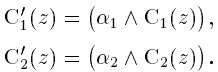 C′₁(z) = (α₁ ∧ C₁(z)),
C′₂(z) = (α₂ ∧ C₂(z)).